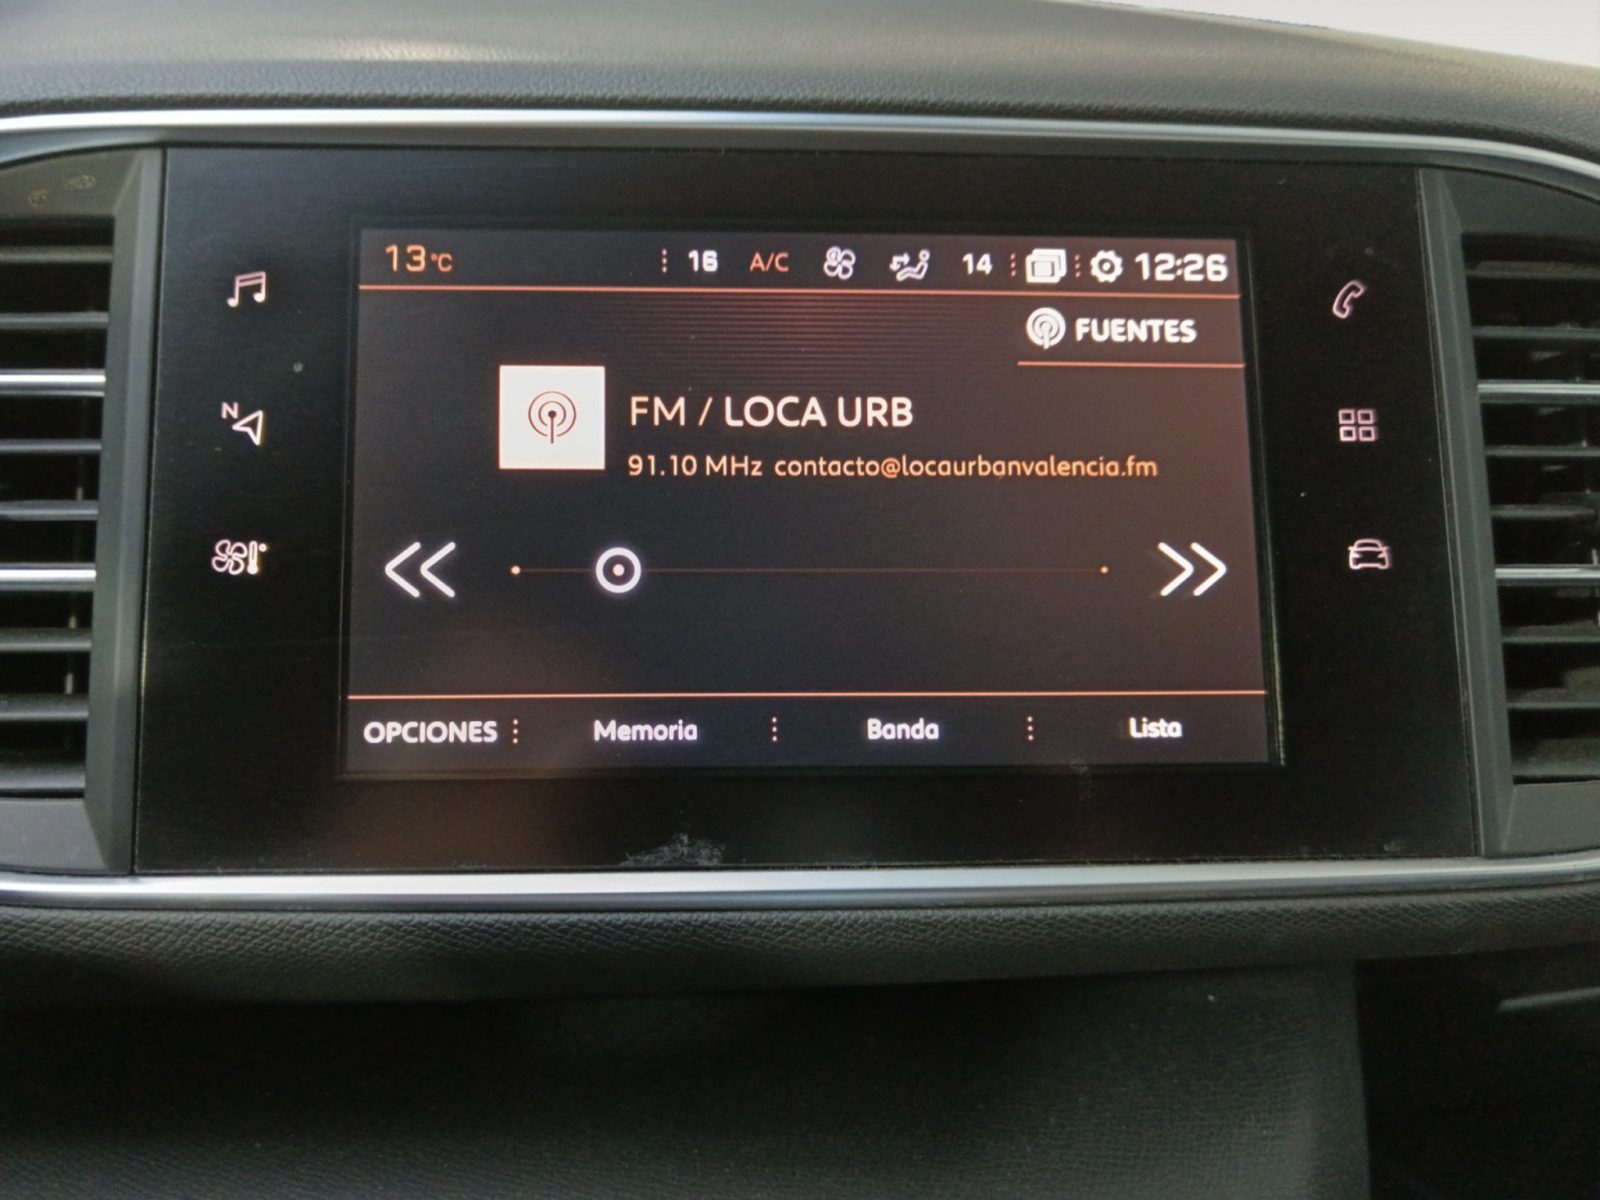 13°C 16 A/C 14 12:26
FUENTES
FM / LOCA URB
91.10 MHz contacto@locaurbanvalencia.fm
N
OPCIONES Memoria Banda Lista